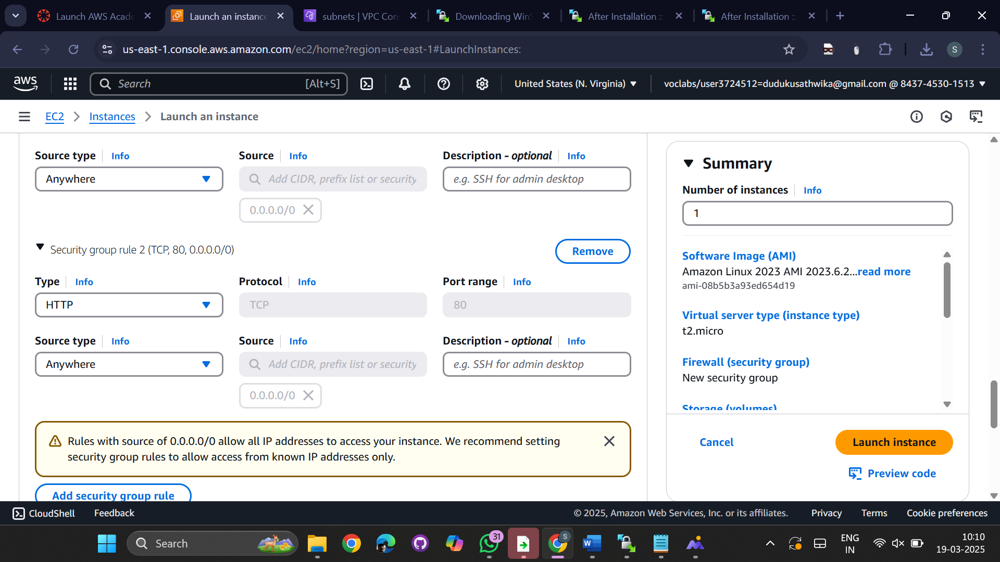 Launch AWS Acade
Launch an instance
subnets | VPC Con
Downloading WinS
After Installation ::
After Installation ::
us-east-1.console.aws.amazon.com/ec2/home?region=us-east-1#LaunchInstances:
S
aws
Search
[Alt+S]
United States (N. Virginia)
voclabs/user3724512=dudukusathwika@gmail.com @ 8437-4530-1513
EC2
Instances
Launch an instance
Source type
Info
Source
Info
Description - optional
Info
Anywhere
Add CIDR, prefix list or security
e.g. SSH for admin desktop
0.0.0.0/0
Security group rule 2 (TCP, 80, 0.0.0.0/0)
Remove
Type
Info
Protocol
Info
Port range
Info
HTTP
TCP
80
Source type
Info
Source
Info
Description - optional
Info
Anywhere
Add CIDR, prefix list or security
e.g. SSH for admin desktop
0.0.0.0/0
Rules with source of 0.0.0.0/0 allow all IP addresses to access your instance. We recommend setting
security group rules to allow access from known IP addresses only.
Add security group rule
Summary
Number of instances
Info
1
Software Image (AMI)
Amazon Linux 2023 AMI 2023.6.2...read more
ami-08b5b3a93ed654d19
Virtual server type (instance type)
t2.micro
Firewall (security group)
New security group
Storage (volumes)
Cancel
Launch instance
Preview code
CloudShell
Feedback
© 2025, Amazon Web Services, Inc. or its affiliates.
Privacy
Terms
Cookie preferences
Search
31
S
W
ENG
IN
10:10
19-03-2025